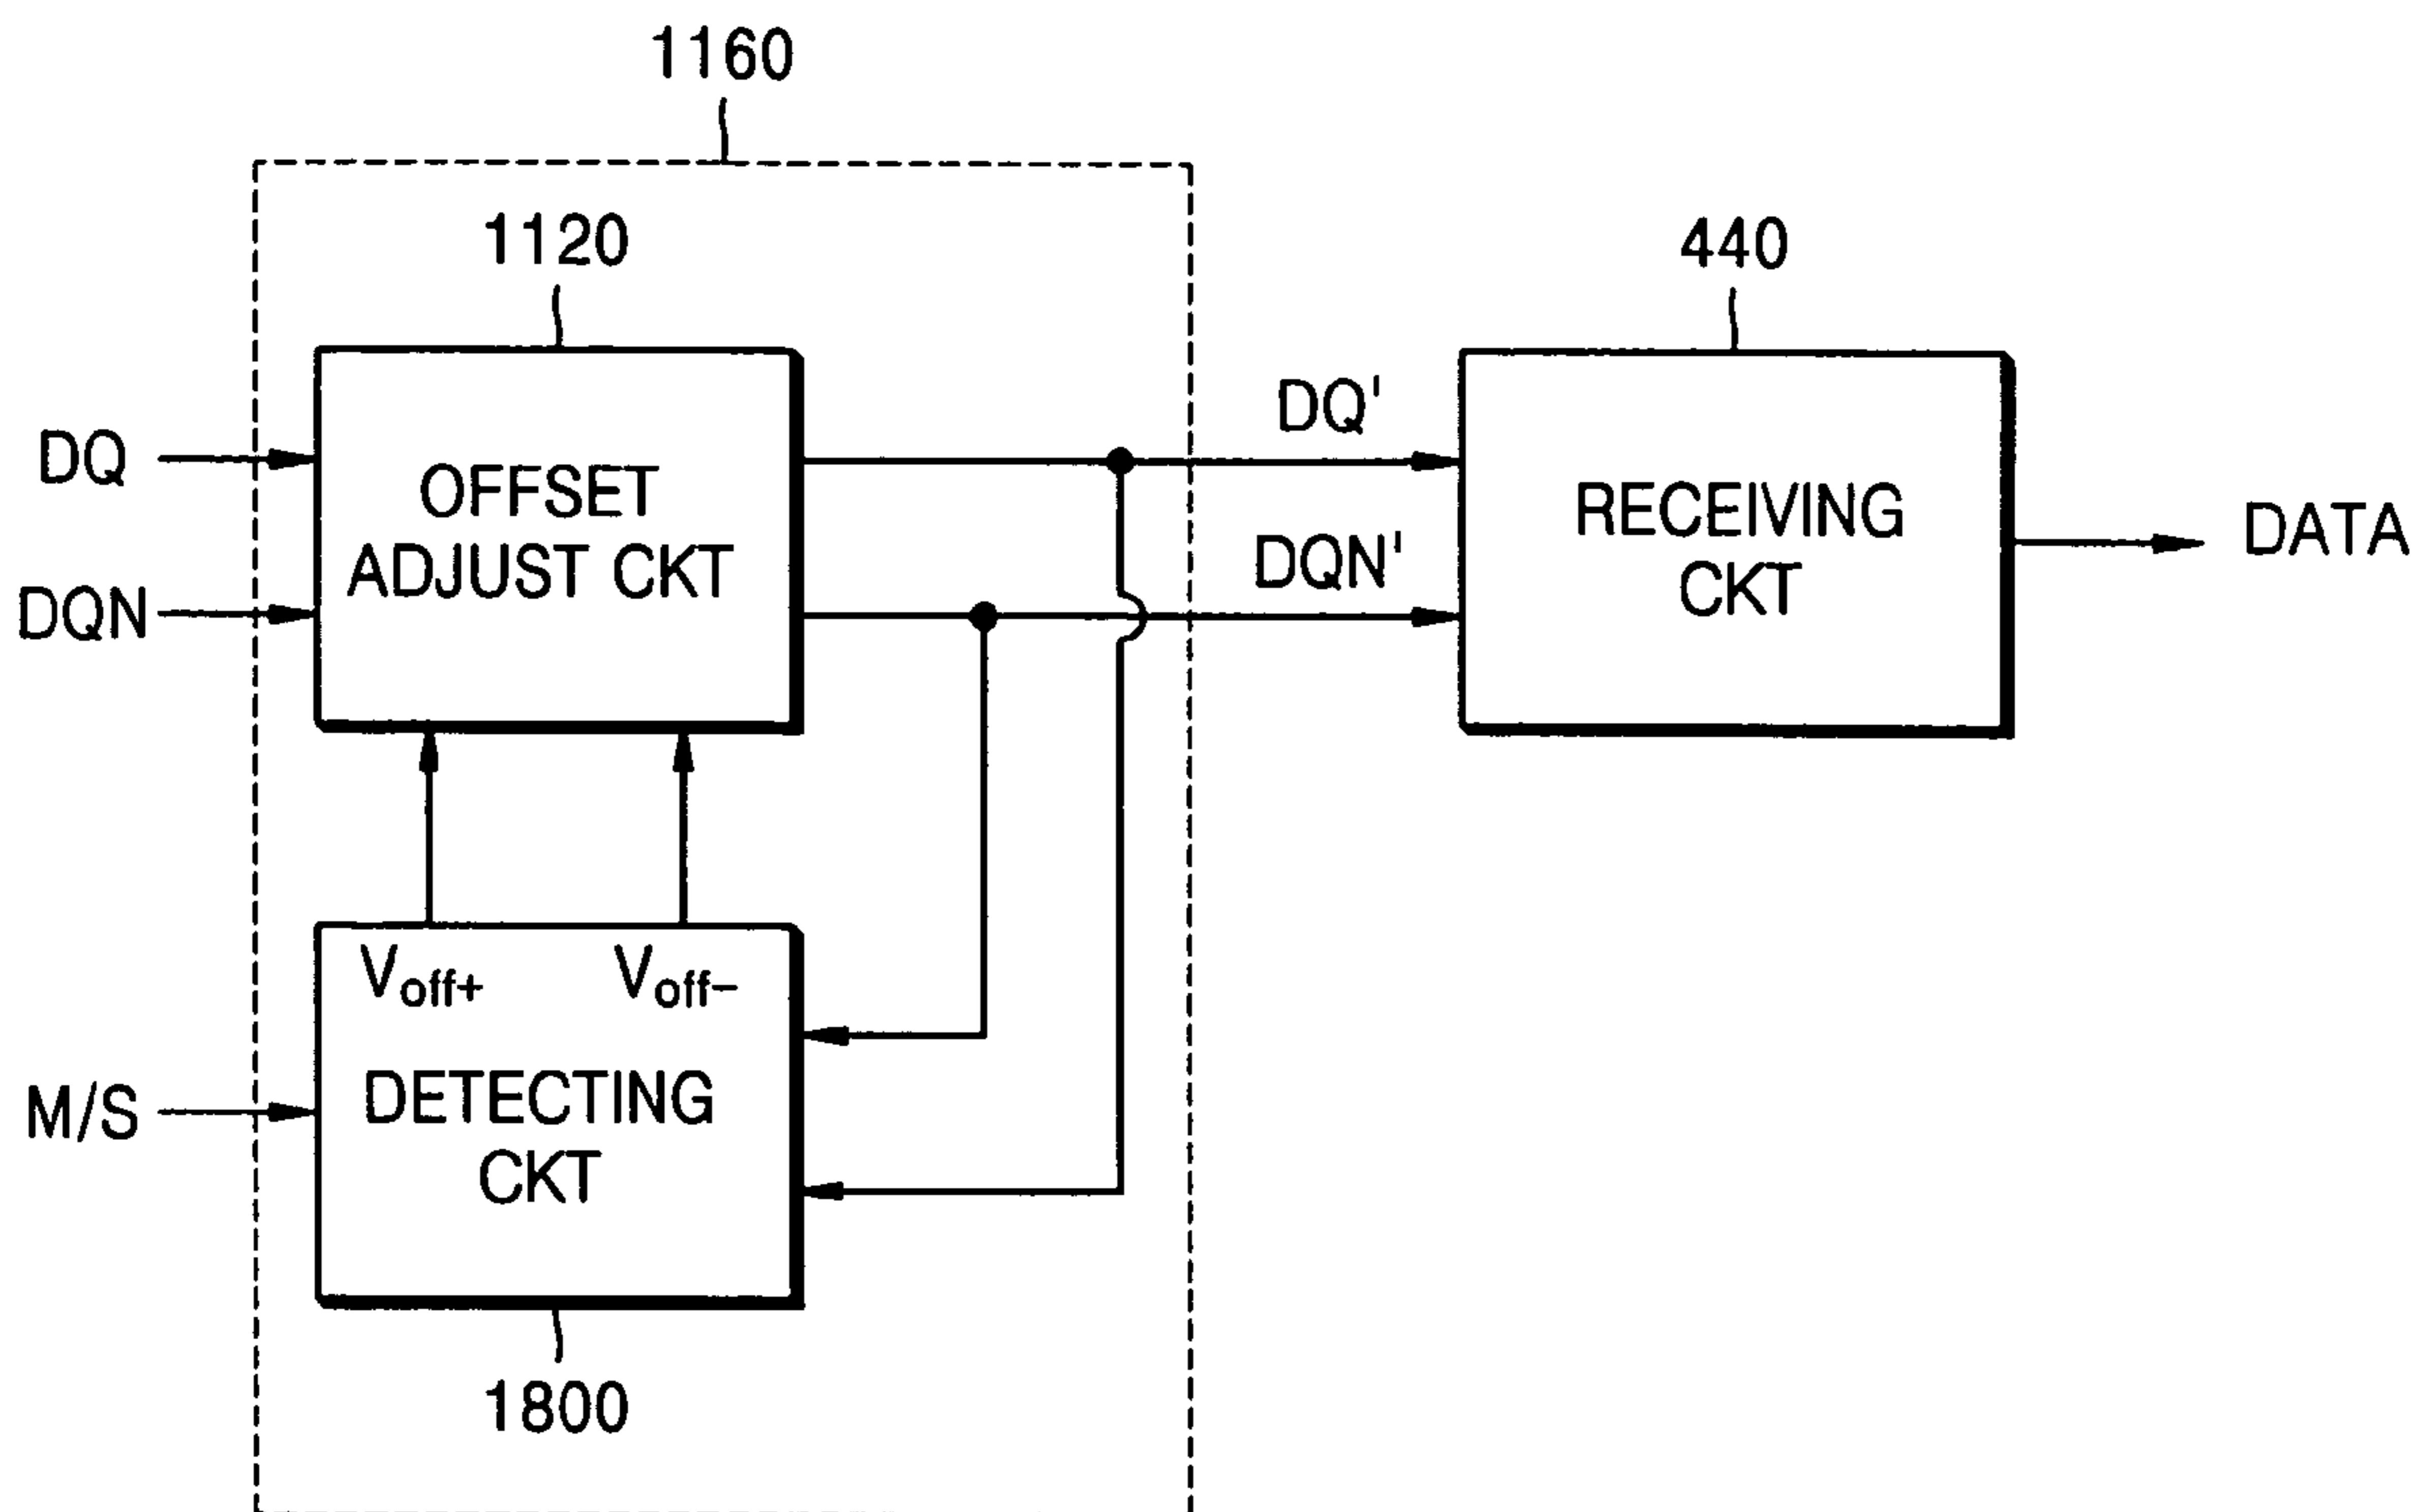 1160
1120
440
DQ
DQN
OFFSET
ADJUST CKT
DQ'
DQN'
RECEIVING
CKT
DATA
Voff+ Voff−
M/S
DETECTING
CKT
1800